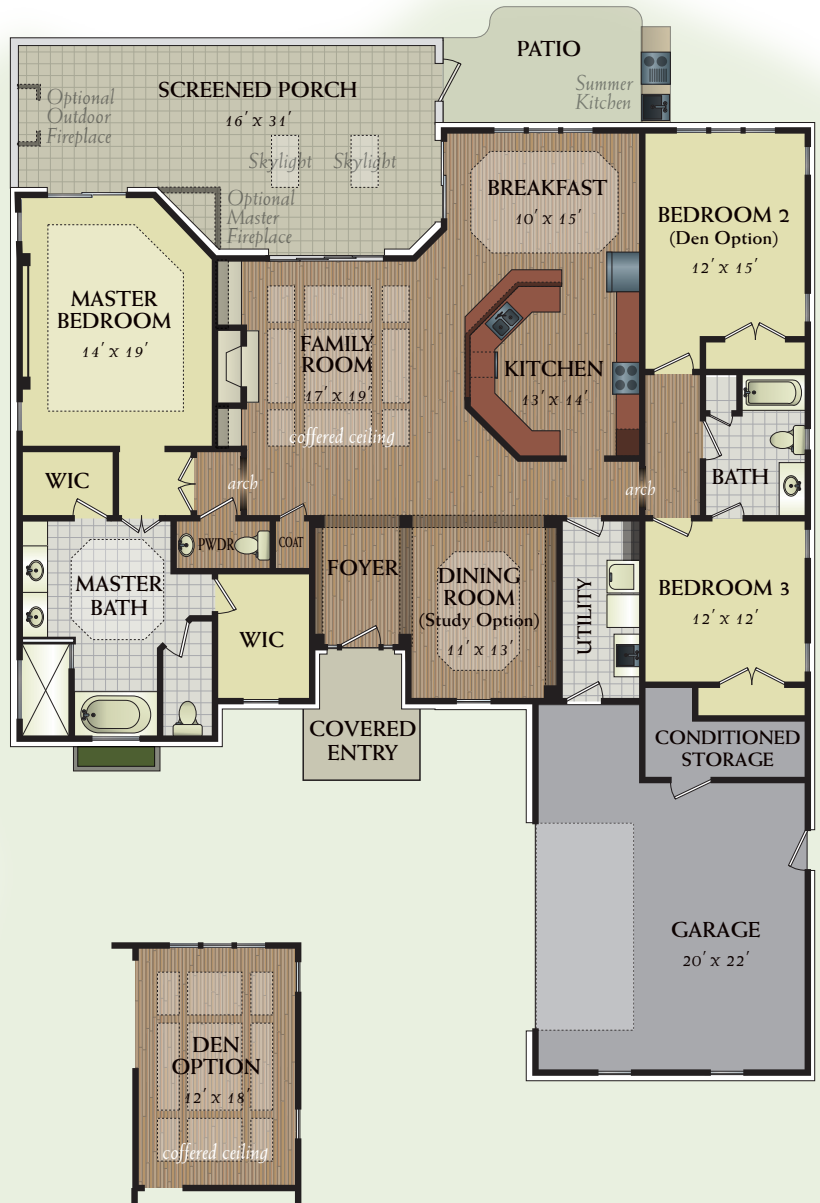 PATIO
Summer
Kitchen
SCREENED PORCH
16' x 31'
Optional
Outdoor
Fireplace
Skylight
Skylight
Optional
Master
Fireplace
BREAKFAST
10' x 15'
BEDROOM 2
(Den Option)
12' x 15'
MASTER
BEDROOM
14' x 19'
FAMILY
ROOM
17' x 19'
coffered ceiling
KITCHEN
13' x 14'
WIC
arch
arch
BATH
PWDR
COAT
FOYER
DINING
ROOM
(Study Option)
11' x 13'
UTILITY
BEDROOM 3
12' x 12'
MASTER
BATH
WIC
COVERED
ENTRY
CONDITIONED
STORAGE
GARAGE
20' x 22'
DEN
OPTION
12' x 18'
coffered ceiling